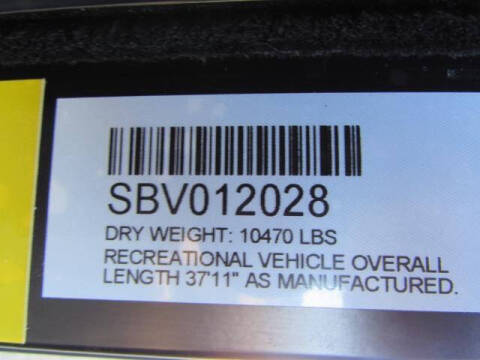 SBV012028
DRY WEIGHT: 10470 LBS
RECREATIONAL VEHICLE OVERALL
LENGTH 37'11" AS MANUFACTURED.